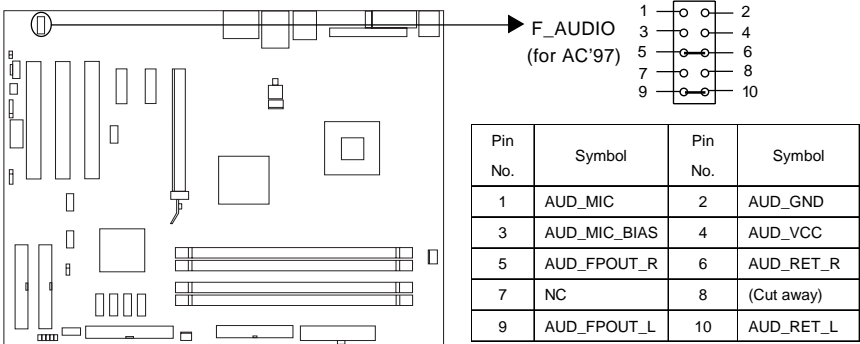 F_AUDIO
(for AC'97)
1 2
3 4
5 6
7 8
9 10
Pin No. Symbol Pin No. Symbol
1 AUD_MIC 2 AUD_GND
3 AUD_MIC_BIAS 4 AUD_VCC
5 AUD_FPOUT_R 6 AUD_RET_R
7 NC 8 (Cut away)
9 AUD_FPOUT_L 10 AUD_RET_L